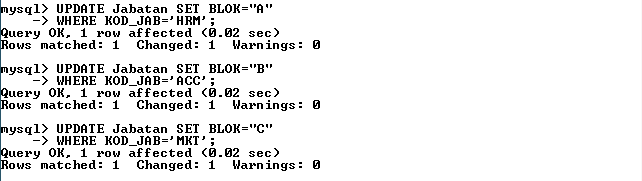 mysql> UPDATE Jabatan SET BLOK="A"
    -> WHERE KOD_JAB='HRM';
Query OK, 1 row affected (0.02 sec)
Rows matched: 1  Changed: 1  Warnings: 0

mysql> UPDATE Jabatan SET BLOK="B"
    -> WHERE KOD_JAB='ACC';
Query OK, 1 row affected (0.02 sec)
Rows matched: 1  Changed: 1  Warnings: 0

mysql> UPDATE Jabatan SET BLOK="C"
    -> WHERE KOD_JAB='MKT';
Query OK, 1 row affected (0.02 sec)
Rows matched: 1  Changed: 1  Warnings: 0